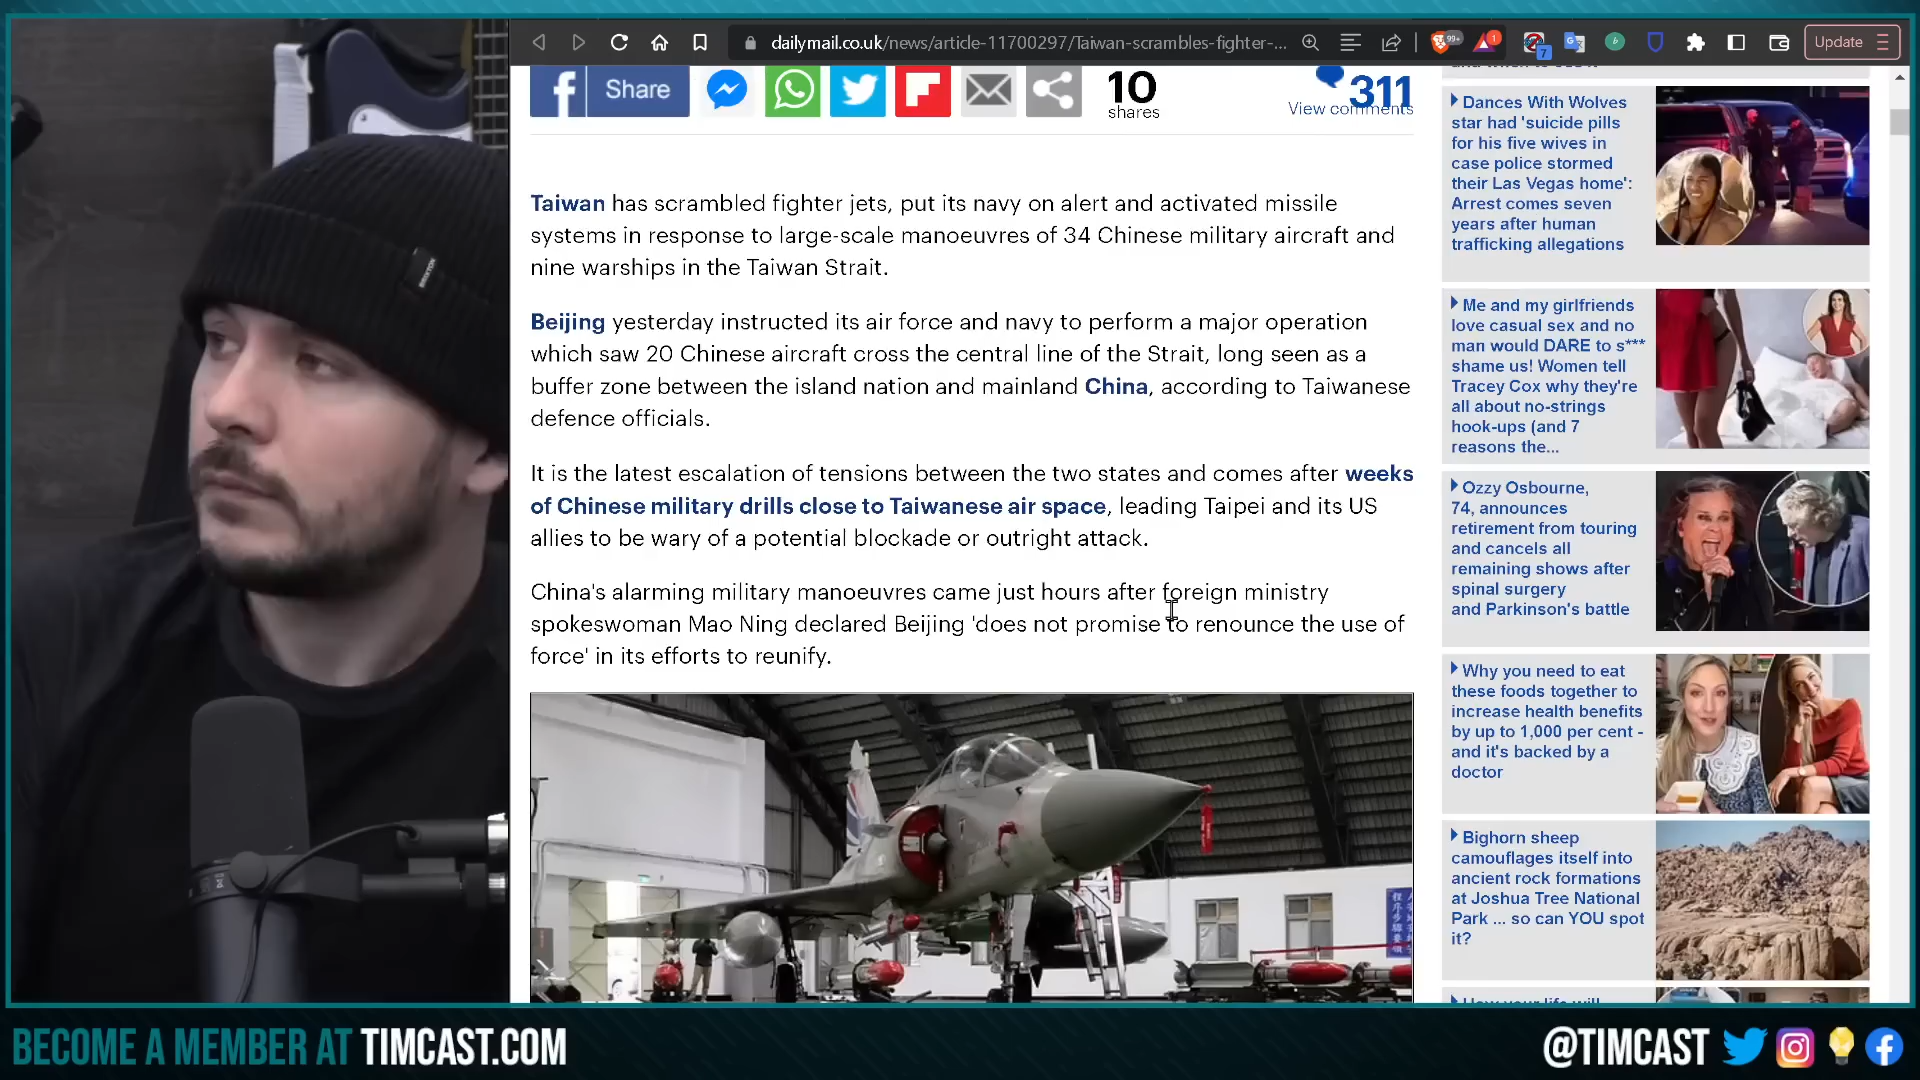 dailymail.co.uk/news/article-11700297/Taiwan-scrambles-fighter-...
99+
1
7
b
Update
Share
10
shares
311
View comments
Taiwan has scrambled fighter jets, put its navy on alert and activated missile
systems in response to large-scale manoeuvres of 34 Chinese military aircraft and
nine warships in the Taiwan Strait.
Beijing yesterday instructed its air force and navy to perform a major operation
which saw 20 Chinese aircraft cross the central line of the Strait, long seen as a
buffer zone between the island nation and mainland China, according to Taiwanese
defence officials.
It is the latest escalation of tensions between the two states and comes after weeks
of Chinese military drills close to Taiwanese air space, leading Taipei and its US
allies to be wary of a potential blockade or outright attack.
China's alarming military manoeuvres came just hours after foreign ministry
spokeswoman Mao Ning declared Beijing 'does not promise to renounce the use of
force' in its efforts to reunify.
Dances With Wolves
star had 'suicide pills
for his five wives in
case police stormed
their Las Vegas home':
Arrest comes seven
years after human
trafficking allegations
Me and my girlfriends
love casual sex and no
man would DARE to s***
shame us! Women tell
Tracey Cox why they're
all about no-strings
hook-ups (and 7
reasons the...
Ozzy Osbourne,
74, announces
retirement from touring
and cancels all
remaining shows after
spinal surgery
and Parkinson's battle
Why you need to eat
these foods together to
increase health benefits
by up to 1,000 per cent -
and it's backed by a
doctor
Bighorn sheep
camouflages itself into
ancient rock formations
at Joshua Tree National
Park ... so can YOU spot
it?
How your life will
BRIXTON
BECOME A MEMBER AT TIMCAST.COM
@TIMCAST